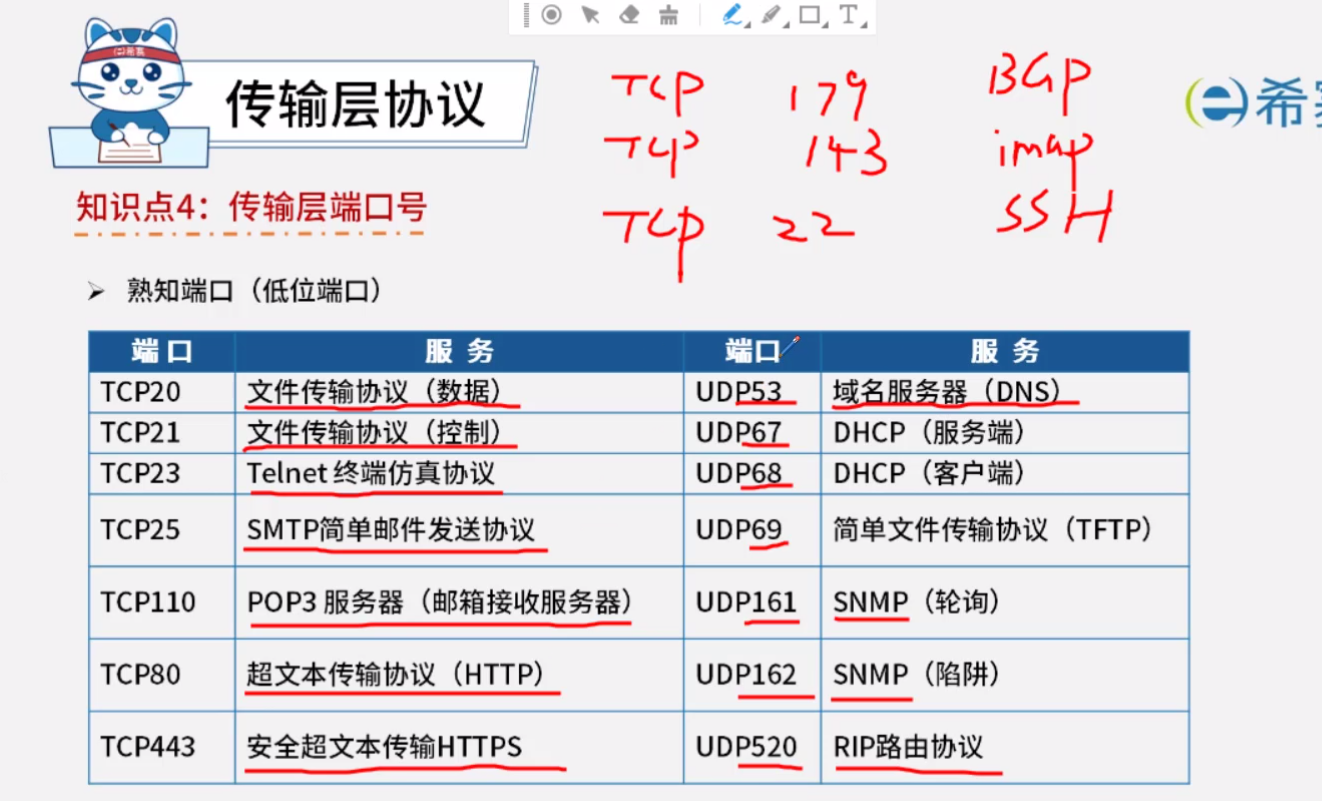 传输层协议
TCP 179 BGP
TCP 143 imap
TCP 22 SSH
希赛
知识点4：传输层端口号
➢ 熟知端口（低位端口）
端 口 服 务 端口 服 务
TCP20 文件传输协议（数据） UDP53 域名服务器（DNS）
TCP21 文件传输协议（控制） UDP67 DHCP（服务端）
TCP23 Telnet 终端仿真协议 UDP68 DHCP（客户端）
TCP25 SMTP简单邮件发送协议 UDP69 简单文件传输协议（TFTP）
TCP110 POP3 服务器（邮箱接收服务器） UDP161 SNMP（轮询）
TCP80 超文本传输协议（HTTP） UDP162 SNMP（陷阱）
TCP443 安全超文本传输HTTPS UDP520 RIP路由协议